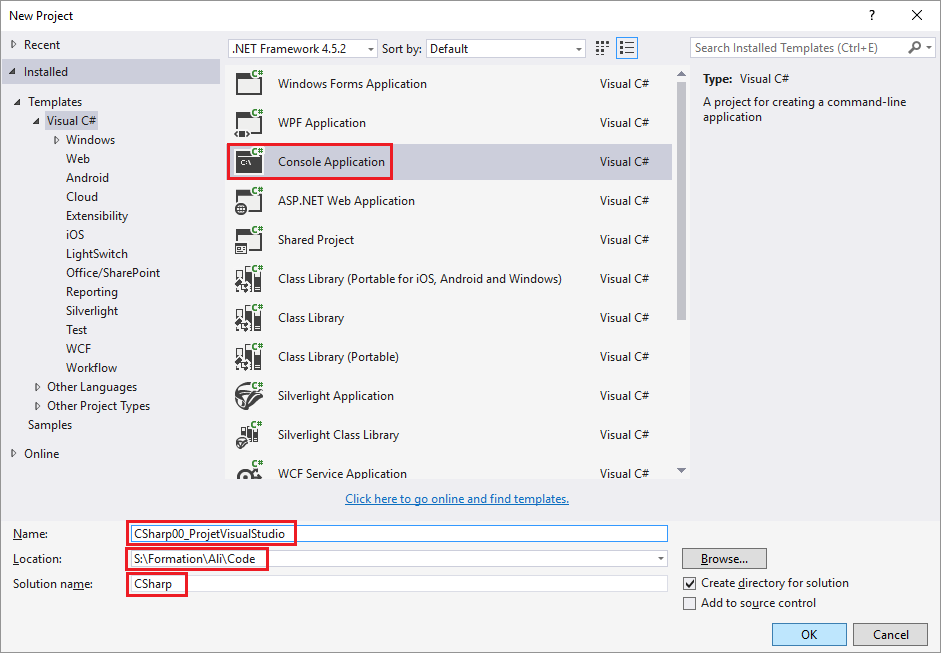 New Project
?
Recent
Installed
Templates
Visual C#
Windows
Web
Android
Cloud
Extensibility
iOS
LightSwitch
Office/SharePoint
Reporting
Silverlight
Test
WCF
Workflow
Other Languages
Other Project Types
Samples
Online
.NET Framework 4.5.2 Sort by: Default
C# Windows Forms Application Visual C#
C# WPF Application Visual C#
C# C:\ Console Application Visual C#
C# ASP.NET Web Application Visual C#
C# Shared Project Visual C#
C# Class Library (Portable for iOS, Android and Windows) Visual C#
C# Class Library Visual C#
C# Class Library (Portable) Visual C#
C# Silverlight Application Visual C#
C# Silverlight Class Library Visual C#
C# WCF Service Application Visual C#
Click here to go online and find templates.
Search Installed Templates (Ctrl+E)
Type: Visual C#
A project for creating a command-line
application
Name: CSharp00_ProjetVisualStudio
Location: S:\Formation\Ali\Code Browse...
Solution name: CSharp Create directory for solution
Add to source control
OK Cancel